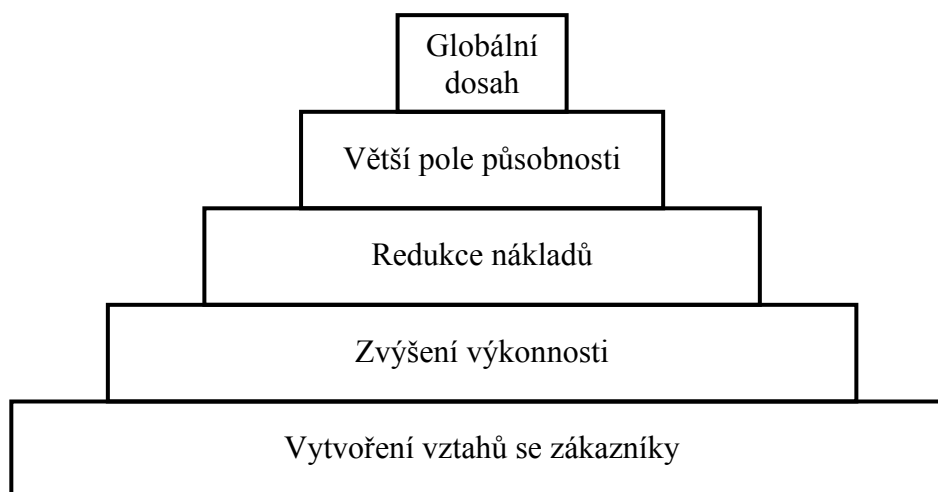 Globální
dosah
Větší pole působnosti
Redukce nákladů
Zvýšení výkonnosti
Vytvoření vztahů se zákazníky